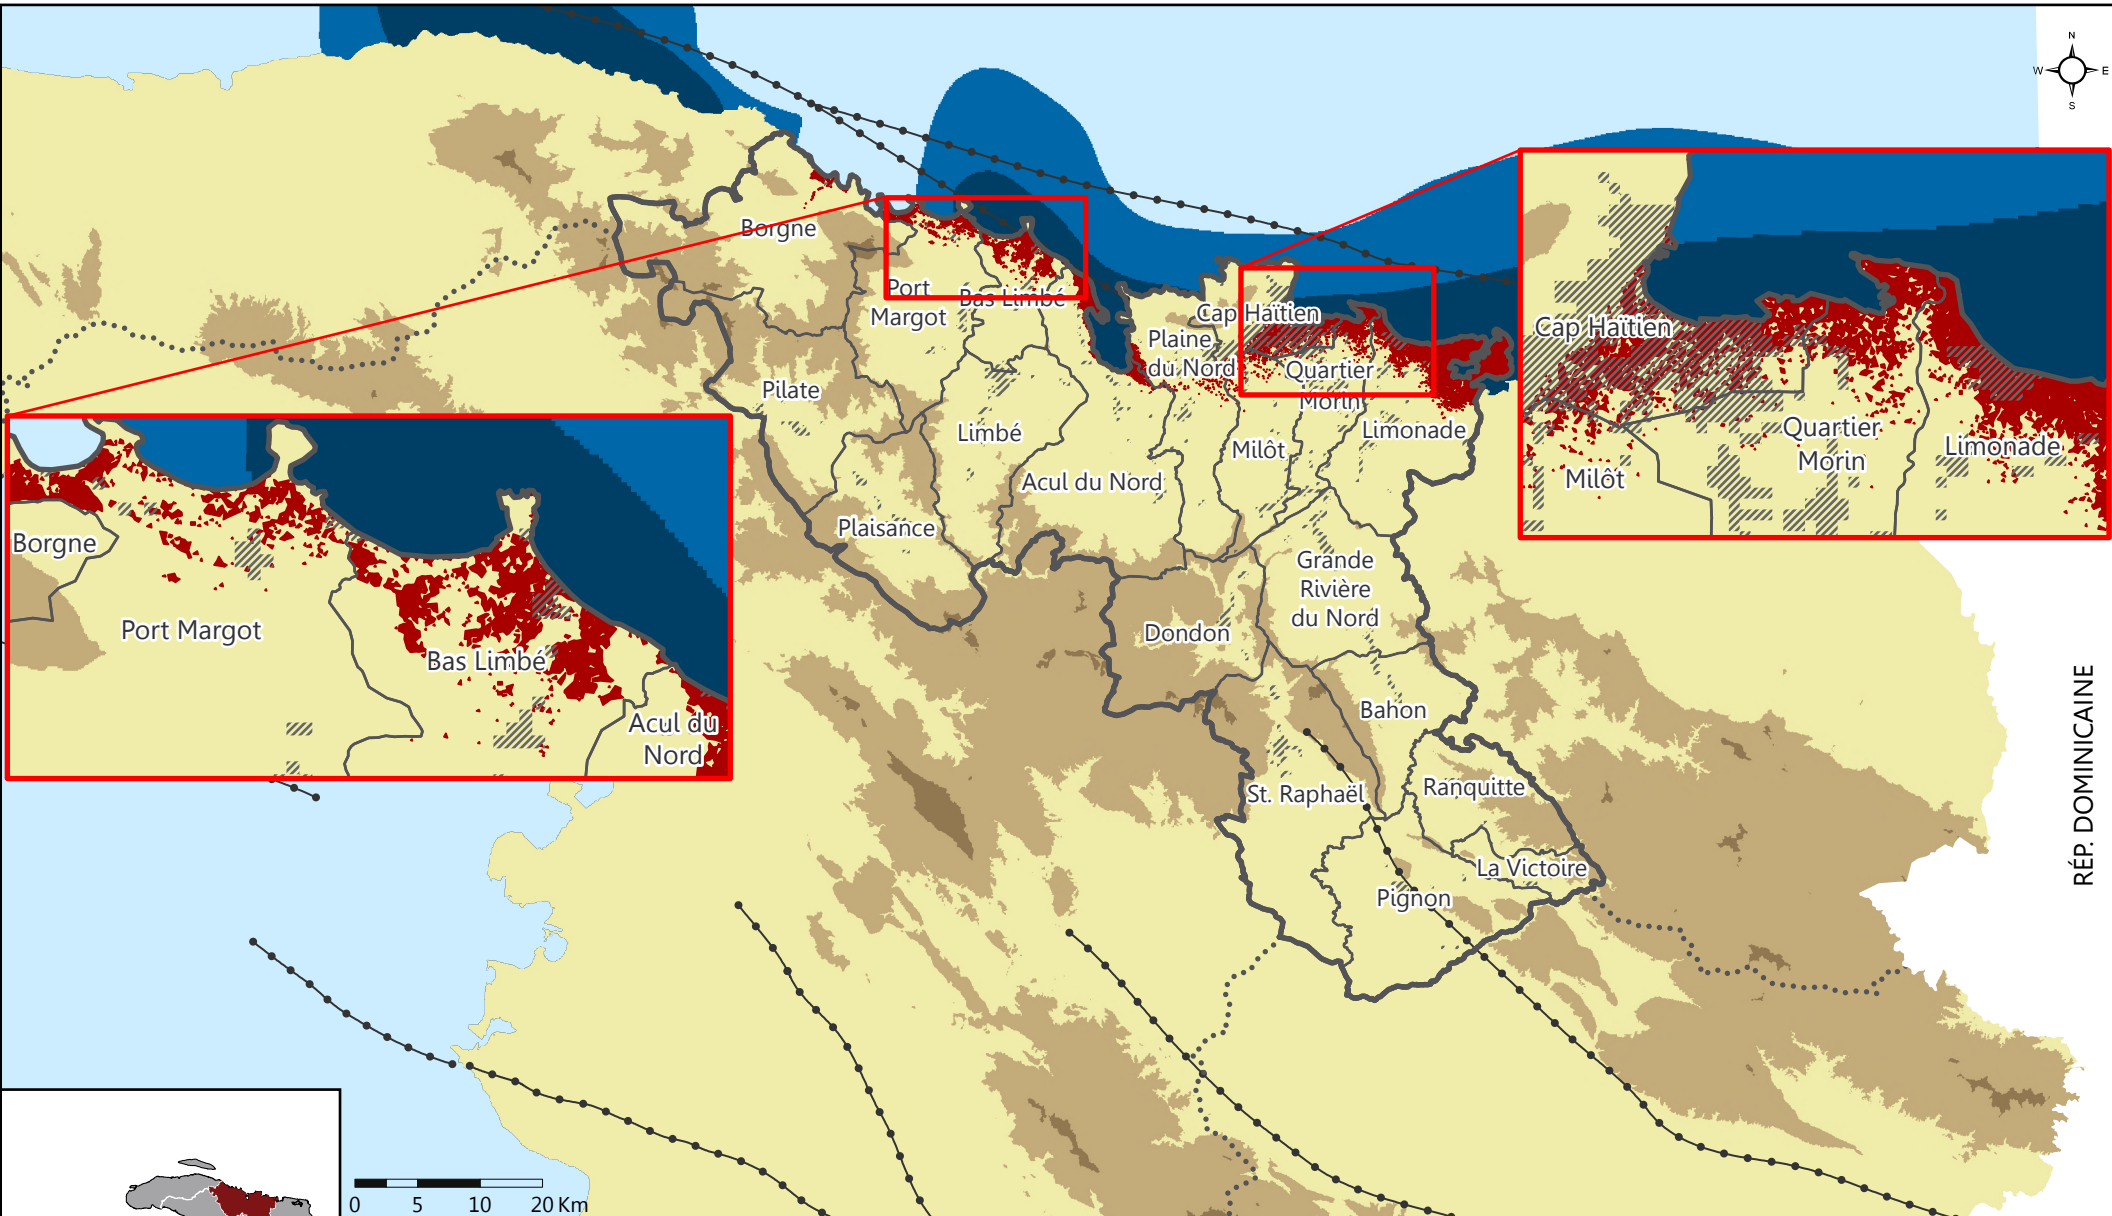 N
W
E
S
Borgne
Port
Margot
Bas Limbé
Cap Haïtien
Plaine
du Nord
Quartier
Morin
Pilate
Limbé
Milôt
Limonade
Acul du Nord
Plaisance
Grande
Rivière
du Nord
Dondon
Bahon
St. Raphaël
Ranquitte
La Victoire
Pignon
Cap Haïtien
Quartier
Morin
Limonade
Milôt
Borgne
Port Margot
Bas Limbé
Acul du
Nord
RÉP. DOMINICAINE
0 5 10 20 Km